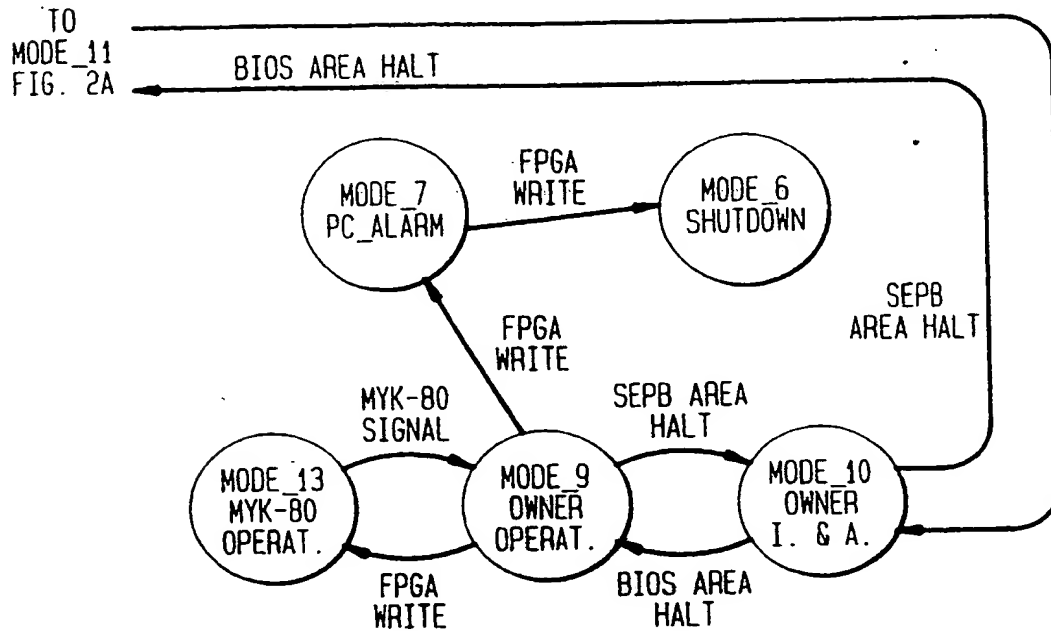 TO
MODE_11
FIG. 2A
BIOS AREA HALT
MODE_7
PC_ALARM
FPGA
WRITE
MODE_6
SHUTDOWN
SEPB
AREA HALT
FPGA
WRITE
MYK-80
SIGNAL
SEPB AREA
HALT
MODE_13
MYK-80
OPERAT.
MODE_9
OWNER
OPERAT.
MODE_10
OWNER
I. & A.
FPGA
WRITE
BIOS AREA
HALT